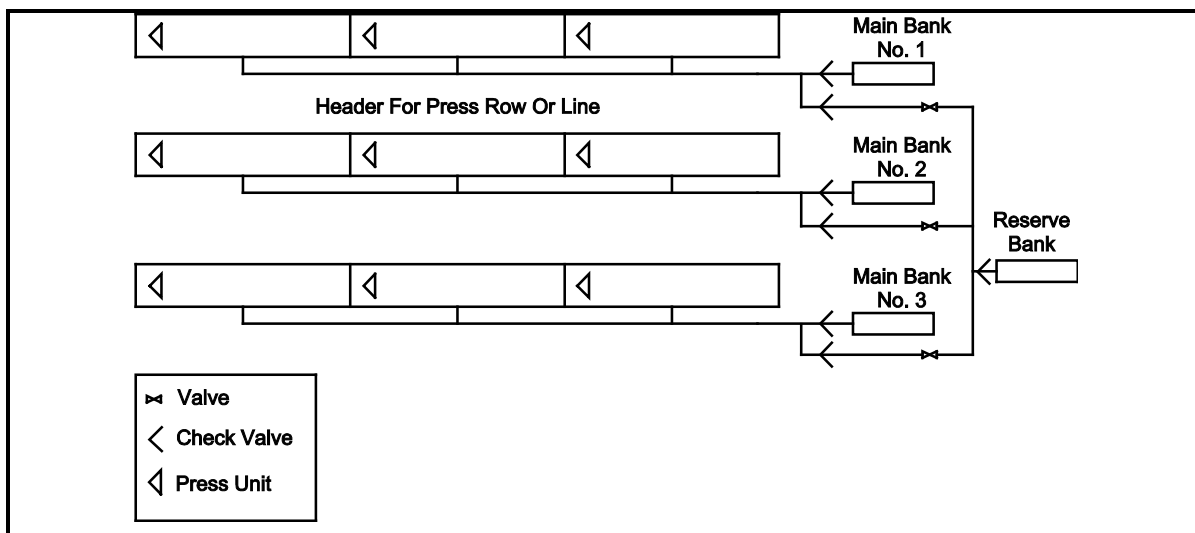 Main Bank
No. 1
Header For Press Row Or Line
Main Bank
No. 2
Reserve
Bank
Main Bank
No. 3
Valve
Check Valve
Press Unit